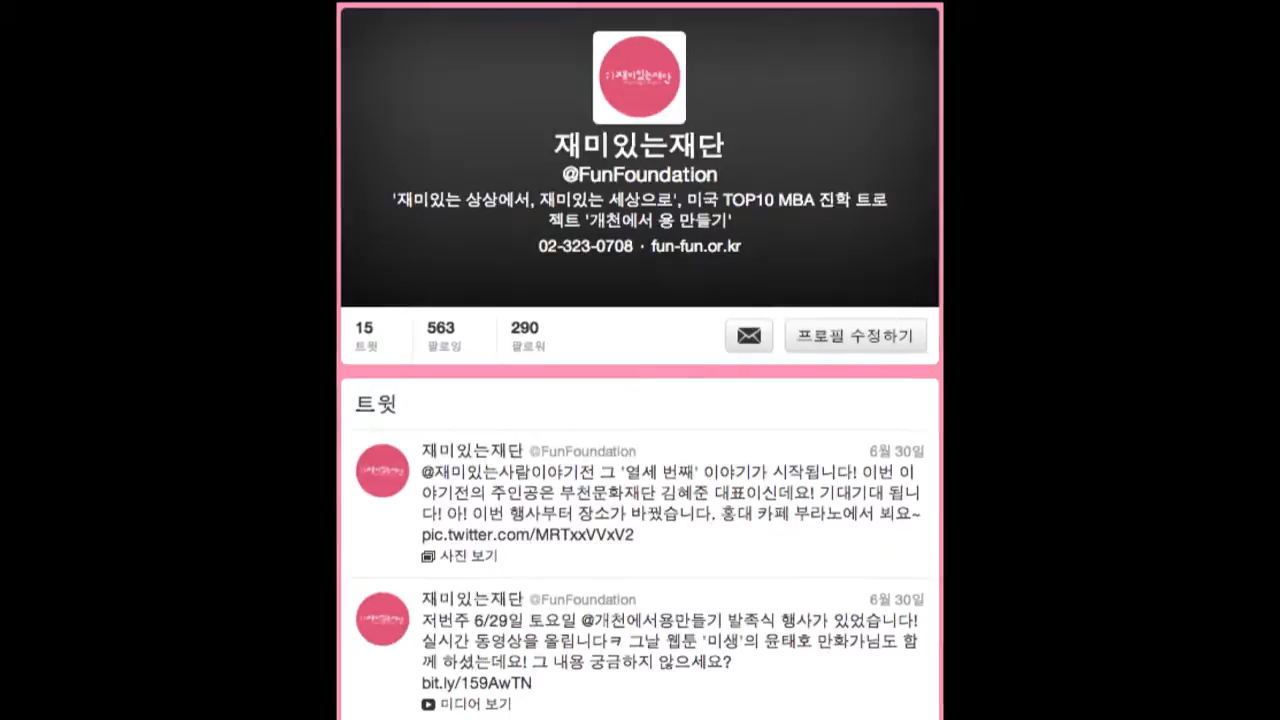 :)재미있는재단
재미있는재단
@FunFoundation
'재미있는 상상에서, 재미있는 세상으로', 미국 TOP10 MBA 진학 트로
젝트 '개천에서 용 만들기'
02-323-0708 · fun-fun.or.kr
15 563 290
트윗 팔로잉 팔로워
프로필 수정하기
트윗
재미있는재단 @FunFoundation 6월 30일
@재미있는사람이야기전 그 '열세 번째' 이야기가 시작됩니다! 이번 이
야기전의 주인공은 부천문화재단 김혜준 대표이신데요! 기대기대 됩니
다! 아! 이번 행사부터 장소가 바꼈습니다. 홍대 카페 부라노에서 뵈요~
pic.twitter.com/MRTxxVVxV2
사진 보기
재미있는재단 @FunFoundation 6월 30일
저번주 6/29일 토요일 @개천에서용만들기 발족식 행사가 있었습니다!
실시간 동영상을 올립니다ㅋ 그날 웹툰 '미생'의 윤태호 만화가님도 함
께 하셨는데요! 그 내용 궁금하지 않으세요?
bit.ly/159AwTN
미디어 보기